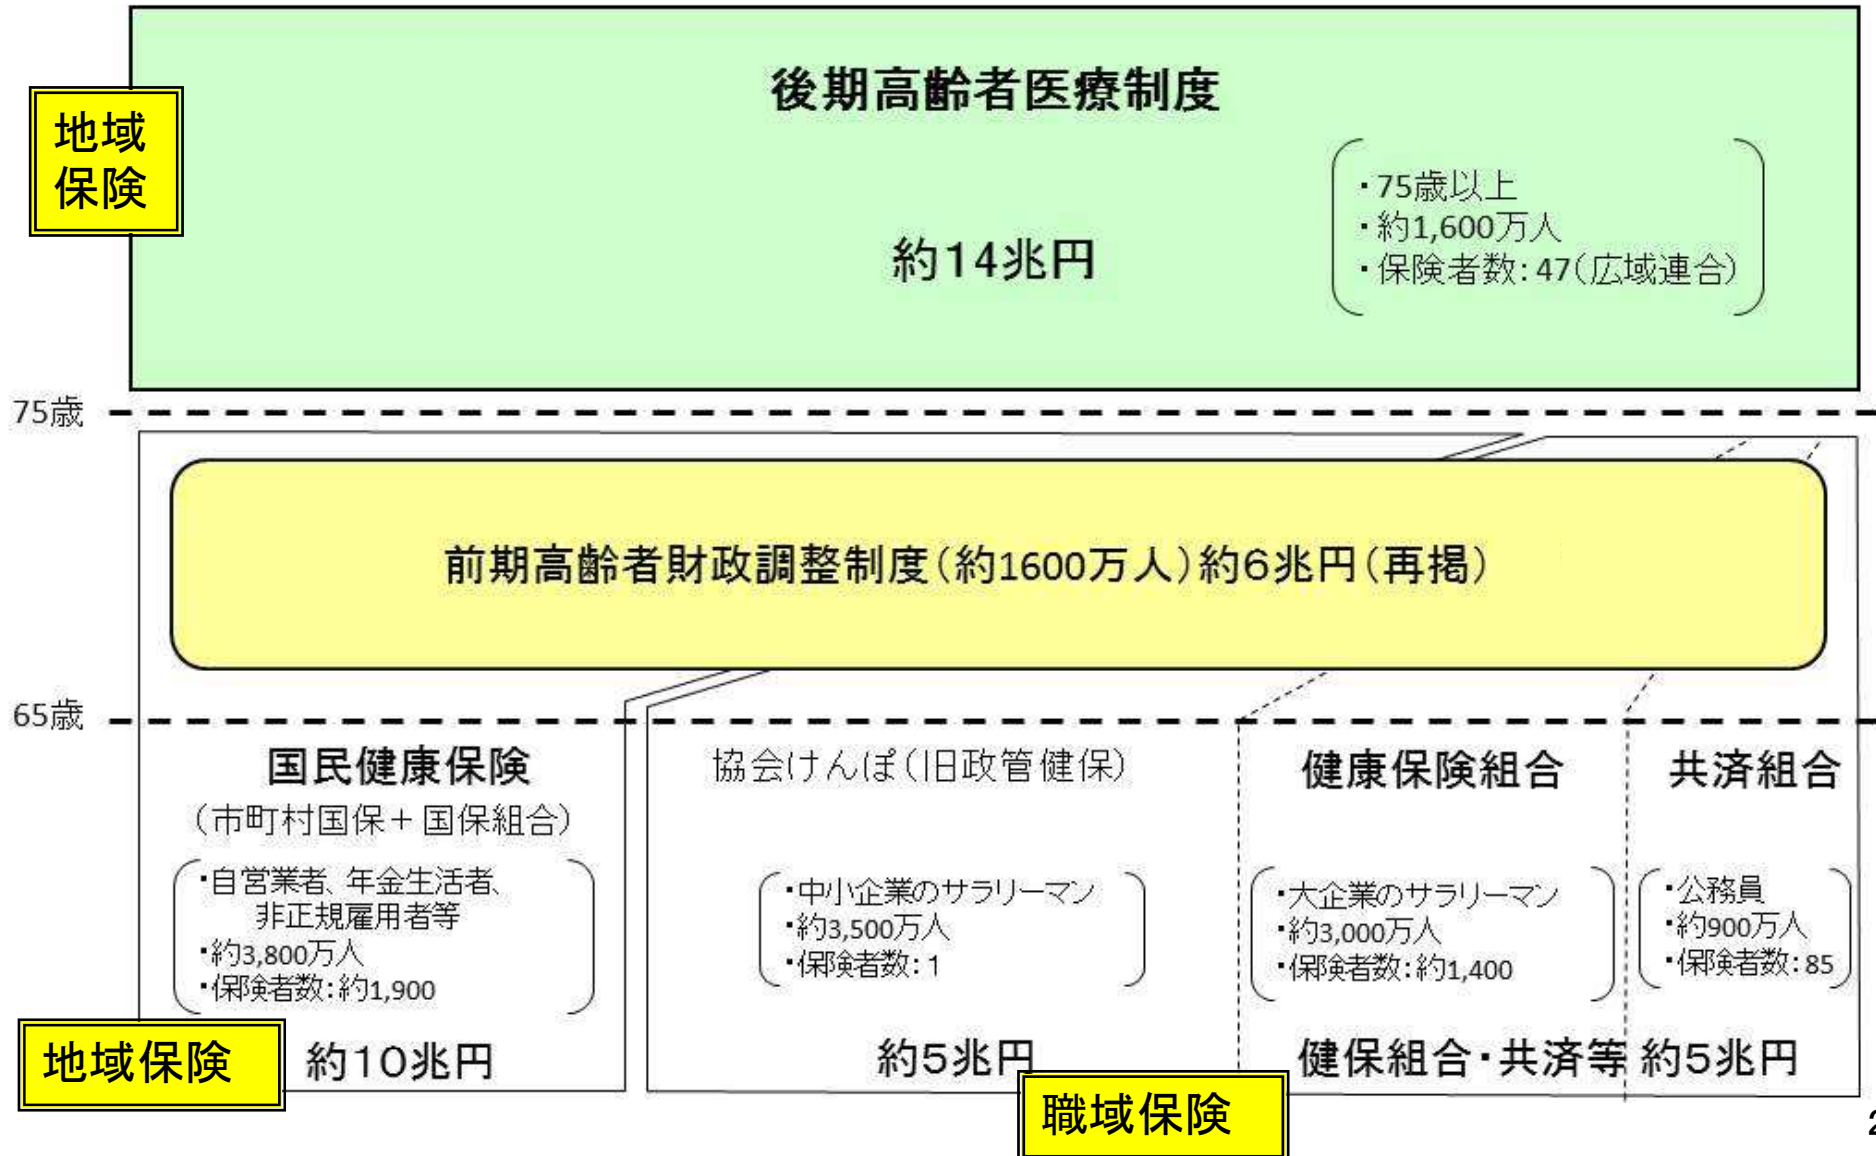 後期高齢者医療制度
地域
保険
・75歳以上
・約1,600万人
・保険者数：47（広域連合）
約14兆円
75歳
前期高齢者財政調整制度（約1600万人）約６兆円（再掲）
65歳
国民健康保険
（市町村国保＋国保組合）
・自営業者、年金生活者、
非正規雇用者等
・約3,800万人
・保険者数：約1,900
約10兆円
地域保険
協会けんぽ（旧政管健保）
・中小企業のサラリーマン
・約3,500万人
・保険者数：１
約５兆円
健康保険組合
・大企業のサラリーマン
・約3,000万人
・保険者数：約1,400
共済組合
・公務員
・約900万人
・保険者数：85
健保組合・共済等 約５兆円
職域保険
2